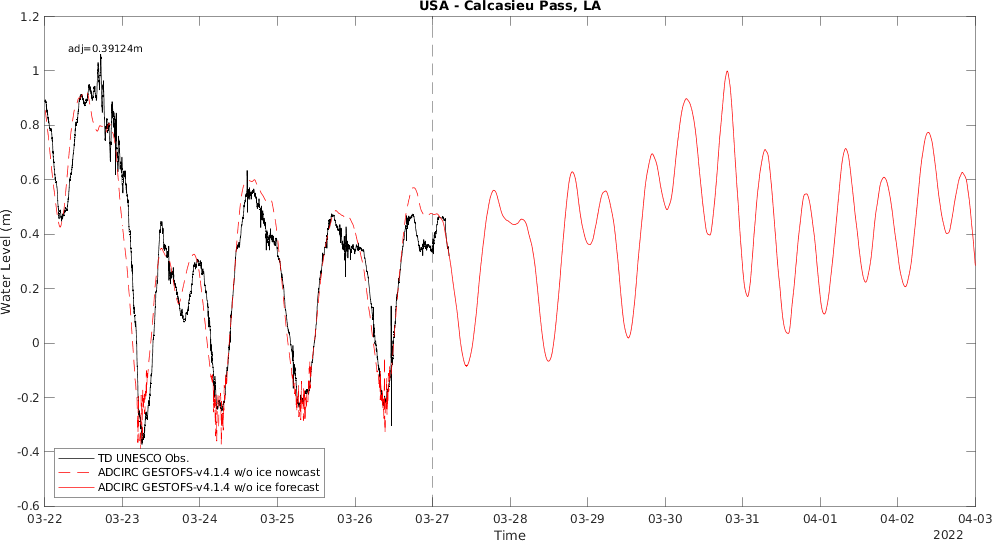 USA - Calcasieu Pass, LA
adj=0.39124m
1.2
1
0.8
0.6
0.4
0.2
0
-0.2
-0.4
-0.6
Water Level (m)
TD UNESCO Obs.
ADCIRC GESTOFS-v4.1.4 w/o ice nowcast
ADCIRC GESTOFS-v4.1.4 w/o ice forecast
03-22 03-23 03-24 03-25 03-26 03-27 03-28 03-29 03-30 03-31 04-01 04-02 04-03
Time
2022